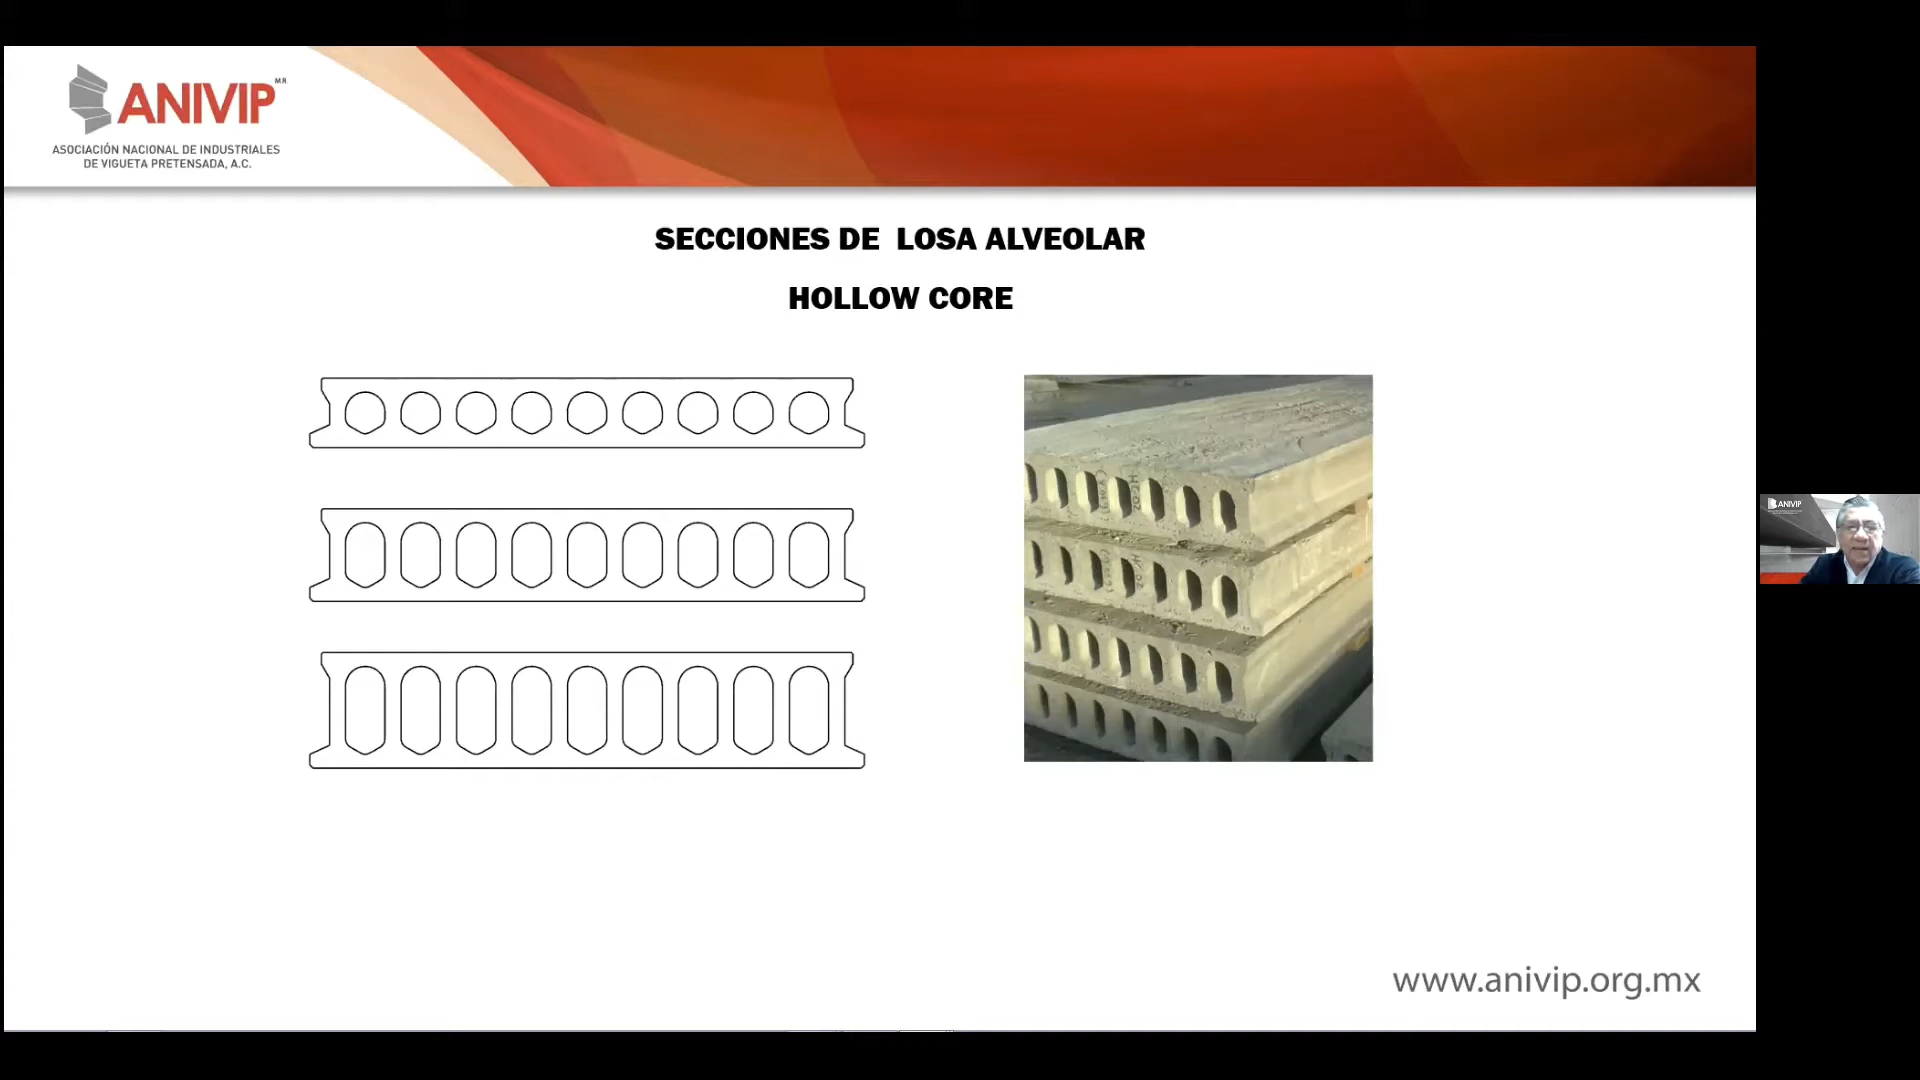 ANIVIP MR
ASOCIACIÓN NACIONAL DE INDUSTRIALES
DE VIGUETA PRETENSADA, A.C.
SECCIONES DE LOSA ALVEOLAR
HOLLOW CORE
ANIVIP
www.anivip.org.mx